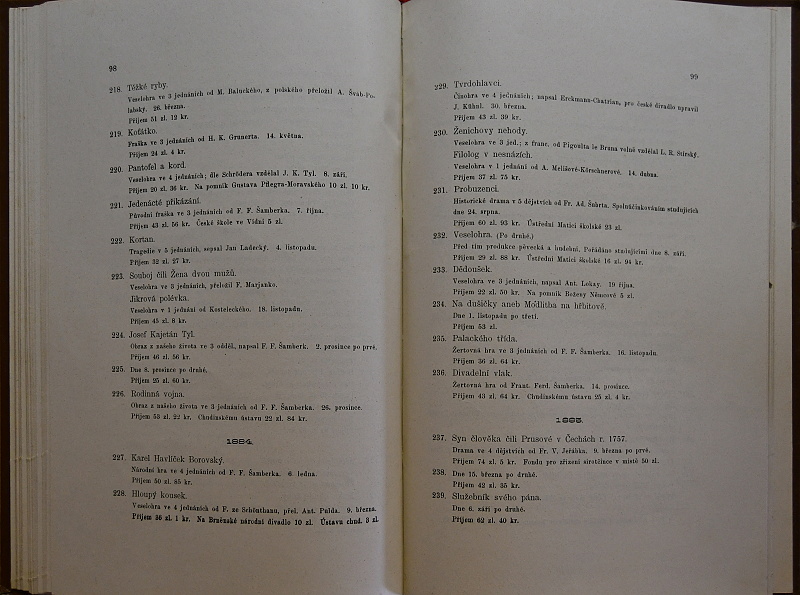 98
218. Těžké ryby.
Veselohra ve 3 jednáních od M. Baluckého, z polského přeložil A. Šváb-Po-
labský. 26. března.
Příjem 51 zl. 12 kr.
219. Koťátko.
Fraška ve 3 jednáních od H. K. Grunerta. 14. května.
Příjem 24 zl. 4 kr.
220. Pantofel a kord.
Veselohra ve 4 jednáních; dle Schrödera vzdělal J. K. Tyl. 8. září.
Příjem 20 zl. 36 kr. Na pomník Gustava Pflegra-Moravského 10 zl. 10 kr.
221. Jedenácté přikázání.
Původní fraška ve 3 jednáních od F. F. Šamberka. 7. října.
Příjem 43 zl. 56 kr. České škole ve Vídni 5 zl.
222. Kortan.
Tragedie v 5 jednáních, sepsal Jan Ladecký. 4. listopadu.
Příjem 32 zl. 27 kr.
223. Souboj čili Žena dvou mužů.
Veselohra ve 3 jednáních, přeložil F. Marjanko.
Jikrová polévka.
Veselohra v 1 jednání od Kosteleckého. 18. listopadu.
Příjem 45 zl. 8 kr.
224. Josef Kajetán Tyl.
Obraz z našeho života ve 3 odděl., napsal F. F. Šamberk. 2. prosince po prvé.
Příjem 46 zl. 56 kr.
225. Dne 8. prosince po druhé.
Příjem 25 zl. 60 kr.
226. Rodinná vojna.
Obraz z našeho života ve 3 jednáních od F. F. Šamberka. 26. prosince.
Příjem 53 zl. 22 kr. Chudinskému ústavu 22 zl. 84 kr.
1884.
227. Karel Havlíček Borovský.
Národní hra ve 4 jednáních od F. F. Šamberka. 6. ledna.
Příjem 50 zl. 85 kr.
228. Hloupý kousek.
Veselohra ve 4 jednáních od F. ze Schönthanu, přel. Ant. Pulda. 9. března.
Příjem 36 zl. 1 kr. Na Brněnské národní divadlo 10 zl. Ústavu chud. 3 zl.
99
229. Tvrdohlavci.
Činohra ve 4 jednáních; napsal Erckmann-Chatrian, pro české divadlo upravil
J. Kühnl. 30. března.
Příjem 43 zl. 39 kr.
230. Ženichovy nehody.
Veselohra ve 3 jed.; z franc. od Pigonlta le Bruna volně vzdělal L. R. Štírský.
Filolog v nesnázích.
Veselohra v 1 jednání od A. Melišové-Körschnerové. 14. dubna.
Příjem 37 zl. 75 kr.
231. Probuzenci.
Historické drama v 5 dějstvích od Fr. Ad. Šubrta. Spoluúčinkováním studujících
dne 24. srpna.
Příjem 60 zl. 93 kr. Ústřední Matici školské 23 zl.
232. Veselohra. (Po druhé.)
Před tím produkce pěvecká a hudební. Pořádáno studujícími dne 8. září.
Příjem 29 zl. 88 kr. Ústřední Matici školské 16 zl. 94 kr.
233. Dědoušek.
Veselohra ve 3 jednáních, napsal Ant. Lokay. 19 října.
Příjem 22 zl. 50 kr. Na pomník Boženy Němcové 5 zl.
234. Na dušičky aneb Modlitba na hřbitově.
Dne 1. listopadu po třetí.
Příjem 53 zl.
235. Palackého třída.
Žertovná hra ve 3 jednáních od F. F. Šamberka. 16. listopadu.
Příjem 36 zl. 64 kr.
236. Divadelní vlak.
Žertovná hra od Frant. Ferd. Šamberka. 14. prosince.
Příjem 43 zl. 64 kr. Chudinskému ústavu 25 zl. 4 kr.
1885.
237. Syn člověka čili Prusové v Čechách r. 1757.
Drama ve 4 dějstvích od Fr. V. Jeřábka. 9. března po prvé.
Příjem 74 zl. 5 kr. Fondu pro zřízení sirotčince v místě 50 zl.
238. Dne 15. března po druhé.
Příjem 42 zl. 35 kr.
239. Služebník svého pána.
Dne 6. září po druhé.
Příjem 62 zl. 40 kr.